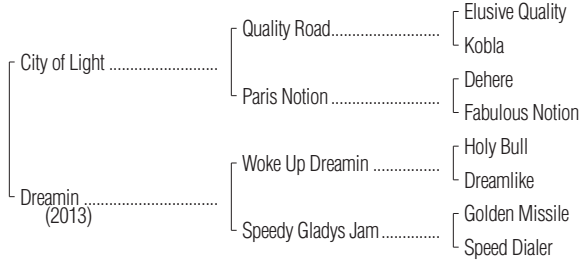 Elusive Quality
Quality Road
Kobla
City of Light
Dehere
Paris Notion
Fabulous Notion
Holy Bull
Woke Up Dreamin
Dreamlike
Dreamin
(2013)
Golden Missile
Speedy Gladys Jam
Speed Dialer